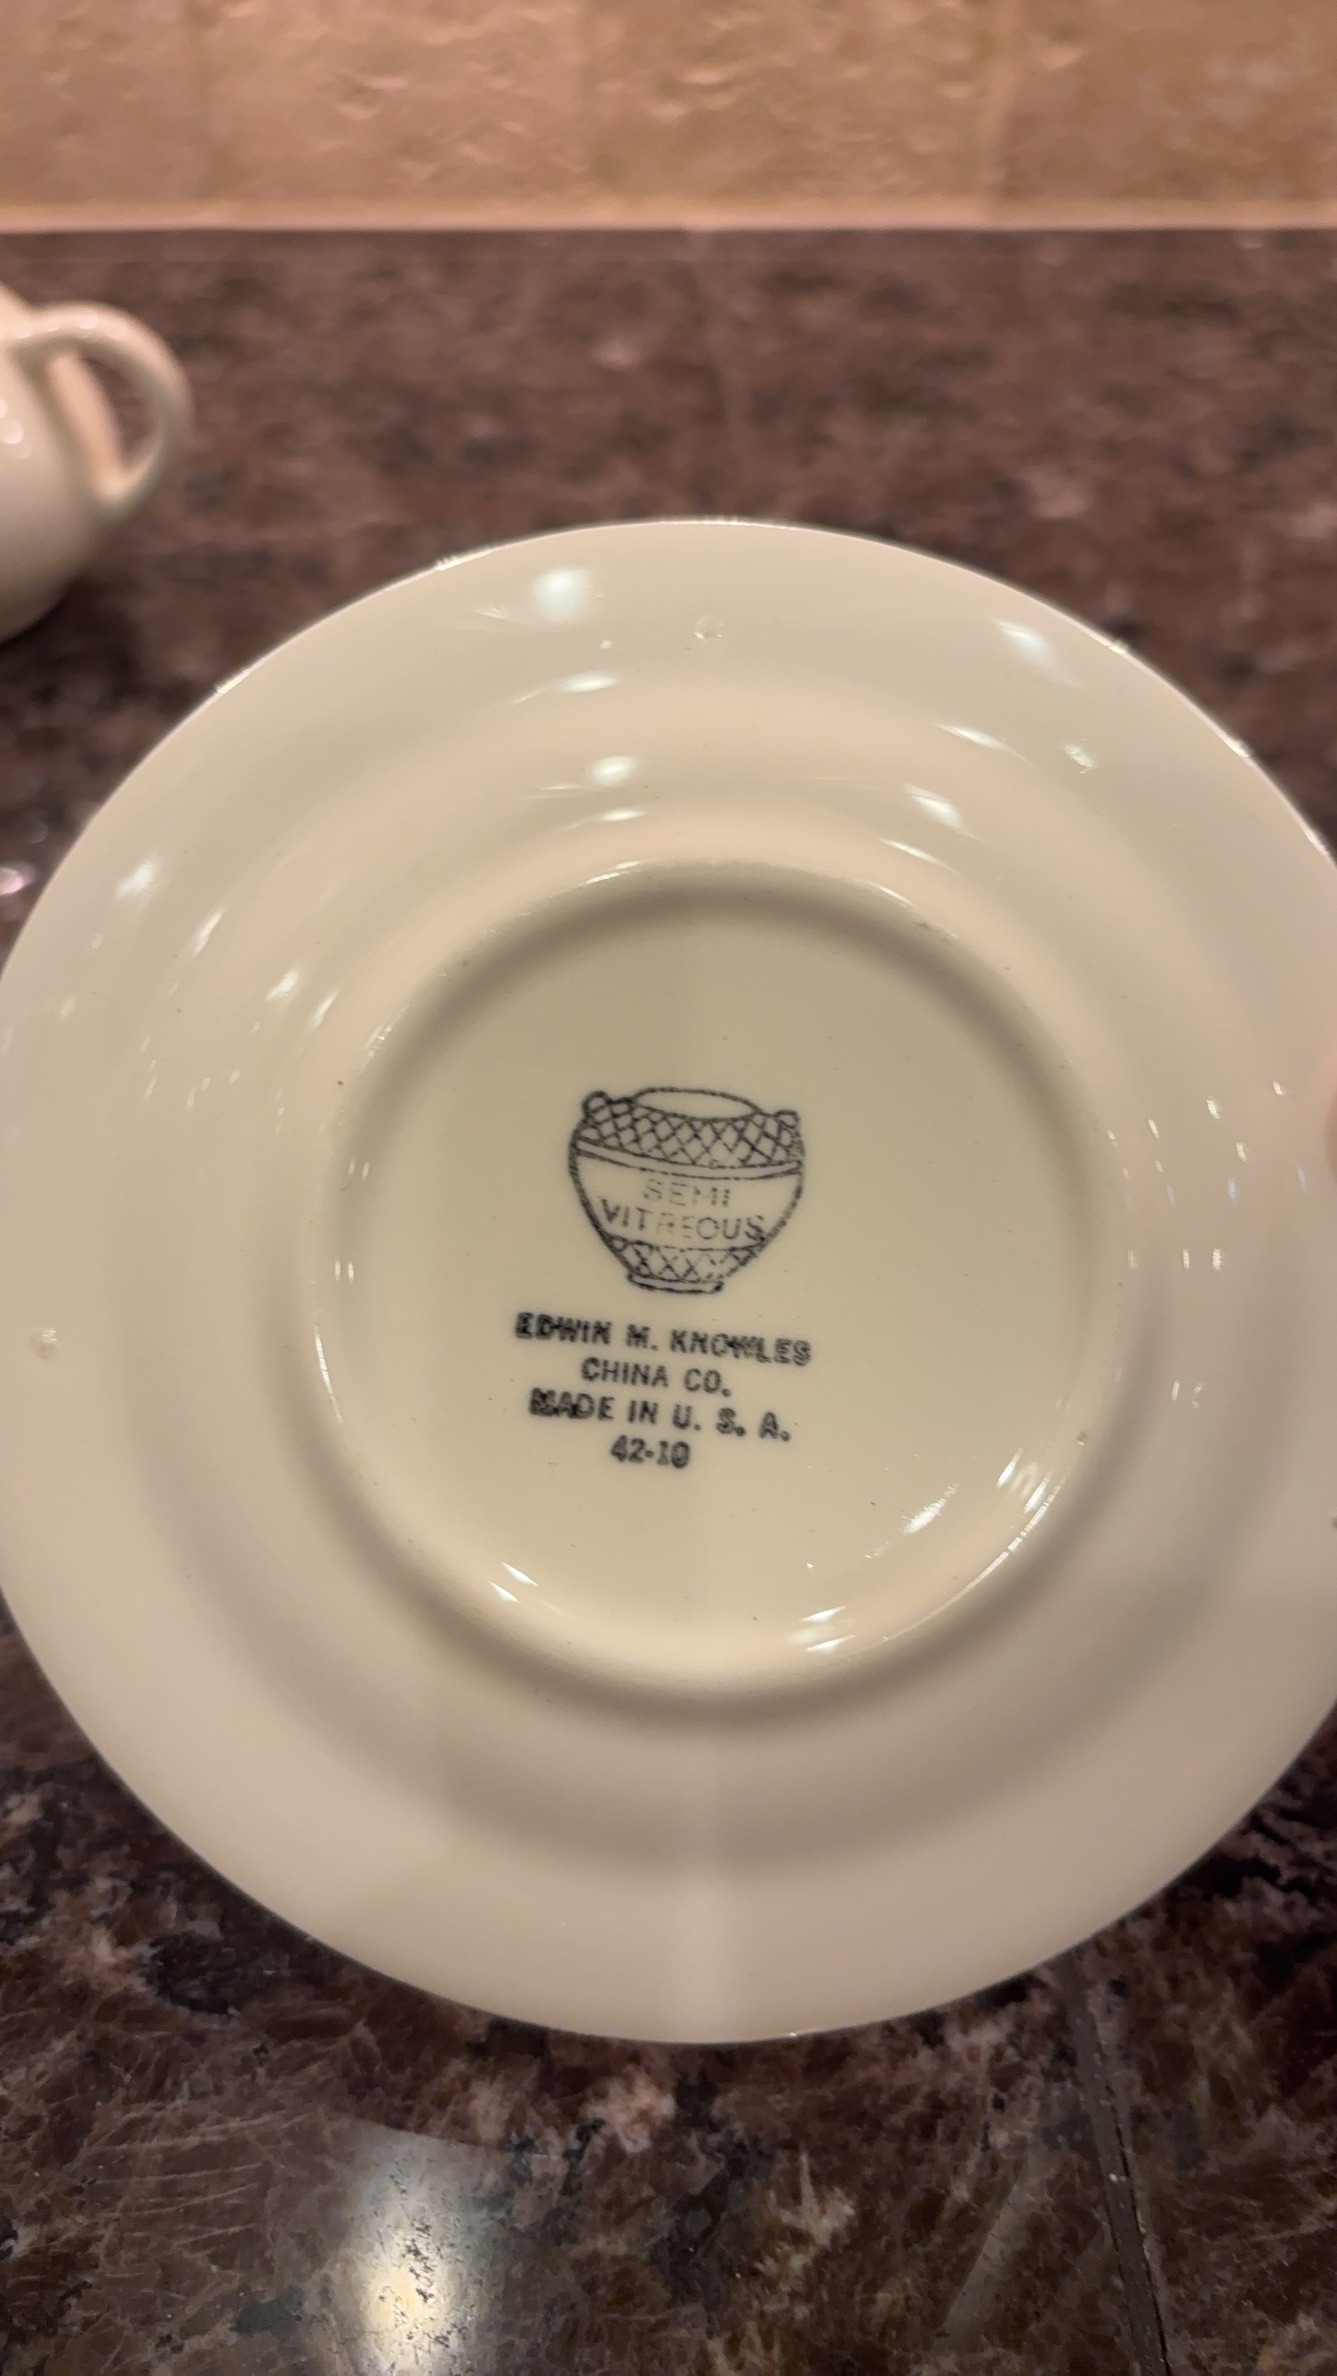 SEMI
VITREOUS
EDWIN M. KNOWLES
CHINA CO.
MADE IN U. S. A.
42-10